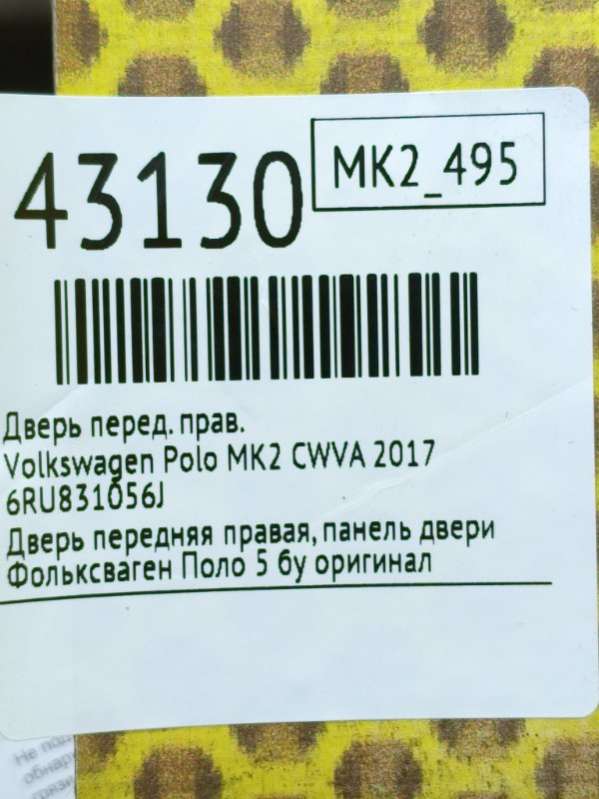 43130
MK2_495
Дверь перед. прав.
Volkswagen Polo MK2 CWVA 2017
6RU831056J
Дверь передняя правая, панель двери
Фольксваген Поло 5 бу оригинал
Не